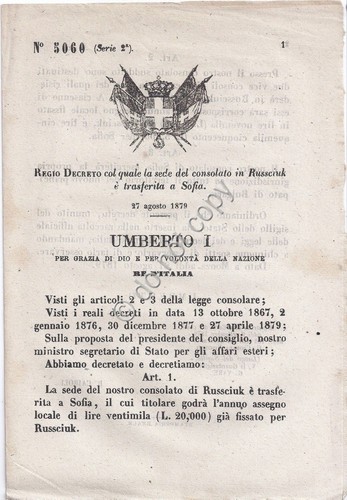 N° 5060 (Serie 2ª). 1
REGIO DECRETO col quale la sede del consolato in Russciuk
è trasferita a Sofia.
27 agosto 1879
UMBERTO I
PER GRAZIA DI DIO E PER VOLONTÀ DELLA NAZIONE
RE D'ITALIA
Visti gli articoli 2 e 3 della legge consolare;
Visti i reali decreti in data 13 ottobre 1867, 2
gennaio 1876, 30 dicembre 1877 e 27 aprile 1879;
Sulla proposta del presidente del consiglio, nostro
ministro segretario di Stato per gli affari esteri;
Abbiamo decretato e decretiamo:
Art. 1.
La sede del nostro consolato di Russciuk è trasfe-
rita a Sofia, il cui titolare godrà l'annuo assegno
locale di lire ventimila (L. 20,000) già fissato per
Russciuk.